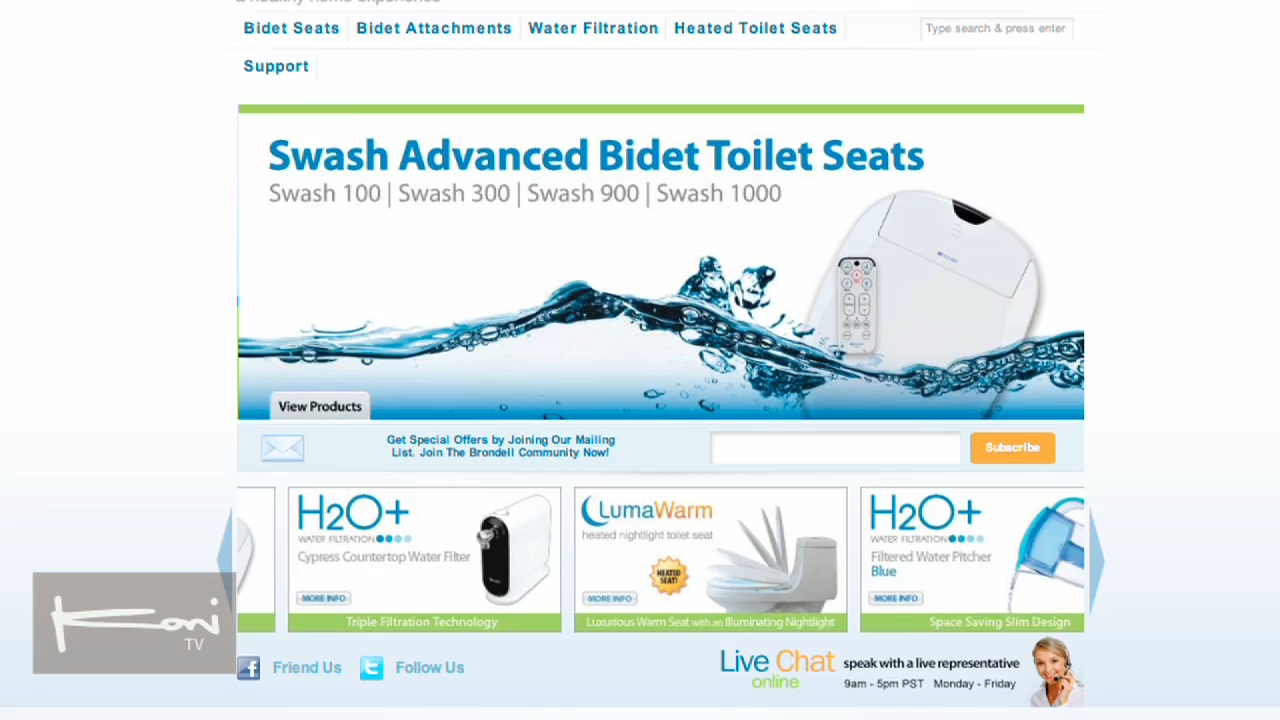 a healthy home experience
Bidet Seats
Bidet Attachments
Water Filtration
Heated Toilet Seats
Type search & press enter
Support
Swash Advanced Bidet Toilet Seats
Swash 100 | Swash 300 | Swash 900 | Swash 1000
View Products
Get Special Offers by Joining Our Mailing
List. Join The Brondell Community Now!
Subscribe
H2O+
WATER FILTRATION
Cypress Countertop Water Filter
MORE INFO
Triple Filtration Technology
LumaWarm
heated nightlight toilet seat
HEATED
SEAT!
MORE INFO
Luxurious Warm Seat with an Illuminating Nightlight
H2O+
WATER FILTRATION
Filtered Water Pitcher
Blue
MORE INFO
Space Saving Slim Design
Koni
TV
Friend Us
Follow Us
Live Chat
online
speak with a live representative
9am - 5pm PST Monday - Friday